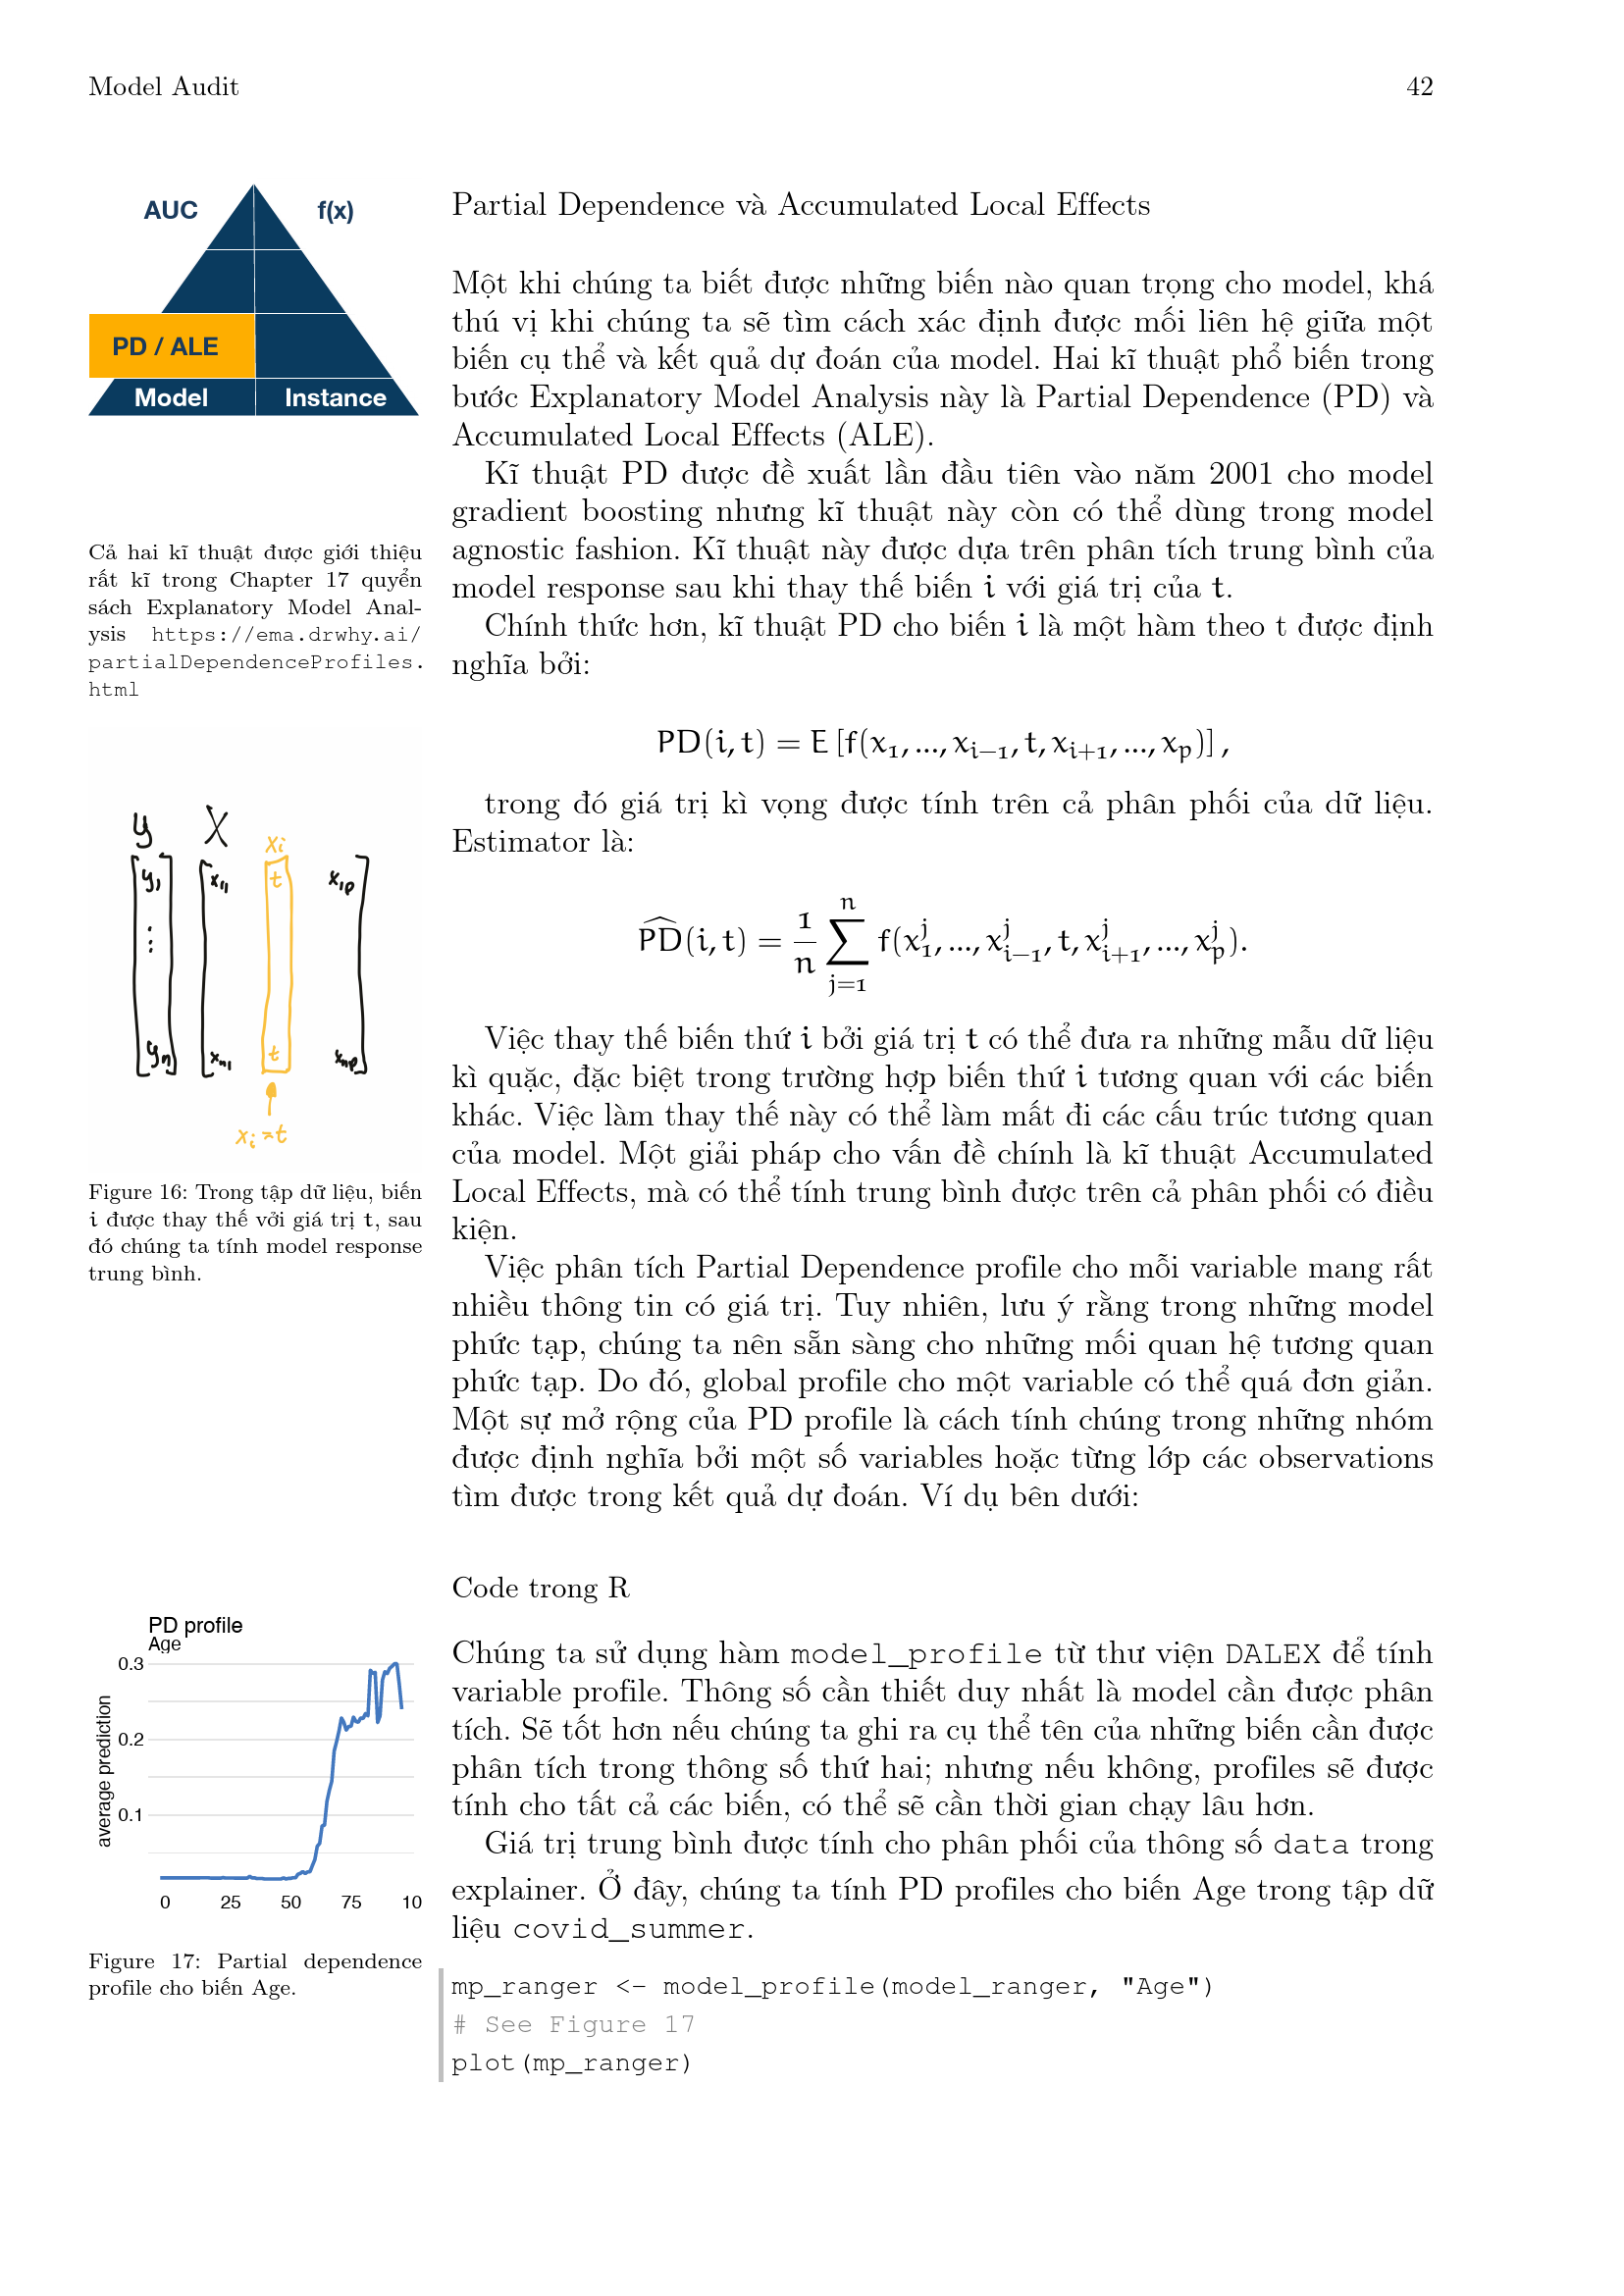 Model Audit
42
AUC
f(x)
PD / ALE
Model
Instance
Cả hai kĩ thuật được giới thiệu
rất kĩ trong Chapter 17 quyển
sách Explanatory Model Anal-
ysis https://ema.drwhy.ai/
partialDependenceProfiles.
html
y X
xi
y1 x11 t x1p
⋮
yn xn1 t xnp
xi=t
Figure 16: Trong tập dữ liệu, biến
i được thay thế vởi giá trị t, sau
đó chúng ta tính model response
trung bình.
PD profile
Age
average prediction
0.3
0.2
0.1
0 25 50 75 10
Figure 17: Partial dependence
profile cho biến Age.
Partial Dependence và Accumulated Local Effects
Một khi chúng ta biết được những biến nào quan trọng cho model, khá
thú vị khi chúng ta sẽ tìm cách xác định được mối liên hệ giữa một
biến cụ thể và kết quả dự đoán của model. Hai kĩ thuật phổ biến trong
bước Explanatory Model Analysis này là Partial Dependence (PD) và
Accumulated Local Effects (ALE).
Kĩ thuật PD được đề xuất lần đầu tiên vào năm 2001 cho model
gradient boosting nhưng kĩ thuật này còn có thể dùng trong model
agnostic fashion. Kĩ thuật này được dựa trên phân tích trung bình của
model response sau khi thay thế biến i với giá trị của t.
Chính thức hơn, kĩ thuật PD cho biến i là một hàm theo t được định
nghĩa bởi:
PD(i, t) = E [f(x_1, ..., x_{i−1}, t, x_{i+1}, ..., x_p)] ,
trong đó giá trị kì vọng được tính trên cả phân phối của dữ liệu.
Estimator là:
\widehat{PD}(i, t) = \frac{1}{n} \sum_{j=1}^{n} f(x_1^j, ..., x_{i−1}^j, t, x_{i+1}^j, ..., x_p^j).
Việc thay thế biến thứ i bởi giá trị t có thể đưa ra những mẫu dữ liệu
kì quặc, đặc biệt trong trường hợp biến thứ i tương quan với các biến
khác. Việc làm thay thế này có thể làm mất đi các cấu trúc tương quan
của model. Một giải pháp cho vấn đề chính là kĩ thuật Accumulated
Local Effects, mà có thể tính trung bình được trên cả phân phối có điều
kiện.
Việc phân tích Partial Dependence profile cho mỗi variable mang rất
nhiều thông tin có giá trị. Tuy nhiên, lưu ý rằng trong những model
phức tạp, chúng ta nên sẵn sàng cho những mối quan hệ tương quan
phức tạp. Do đó, global profile cho một variable có thể quá đơn giản.
Một sự mở rộng của PD profile là cách tính chúng trong những nhóm
được định nghĩa bởi một số variables hoặc từng lớp các observations
tìm được trong kết quả dự đoán. Ví dụ bên dưới:
Code trong R
Chúng ta sử dụng hàm model_profile từ thư viện DALEX để tính
variable profile. Thông số cần thiết duy nhất là model cần được phân
tích. Sẽ tốt hơn nếu chúng ta ghi ra cụ thể tên của những biến cần được
phân tích trong thông số thứ hai; nhưng nếu không, profiles sẽ được
tính cho tất cả các biến, có thể sẽ cần thời gian chạy lâu hơn.
Giá trị trung bình được tính cho phân phối của thông số data trong
explainer. Ở đây, chúng ta tính PD profiles cho biến Age trong tập dữ
liệu covid_summer.
mp_ranger <- model_profile(model_ranger, "Age")
# See Figure 17
plot(mp_ranger)